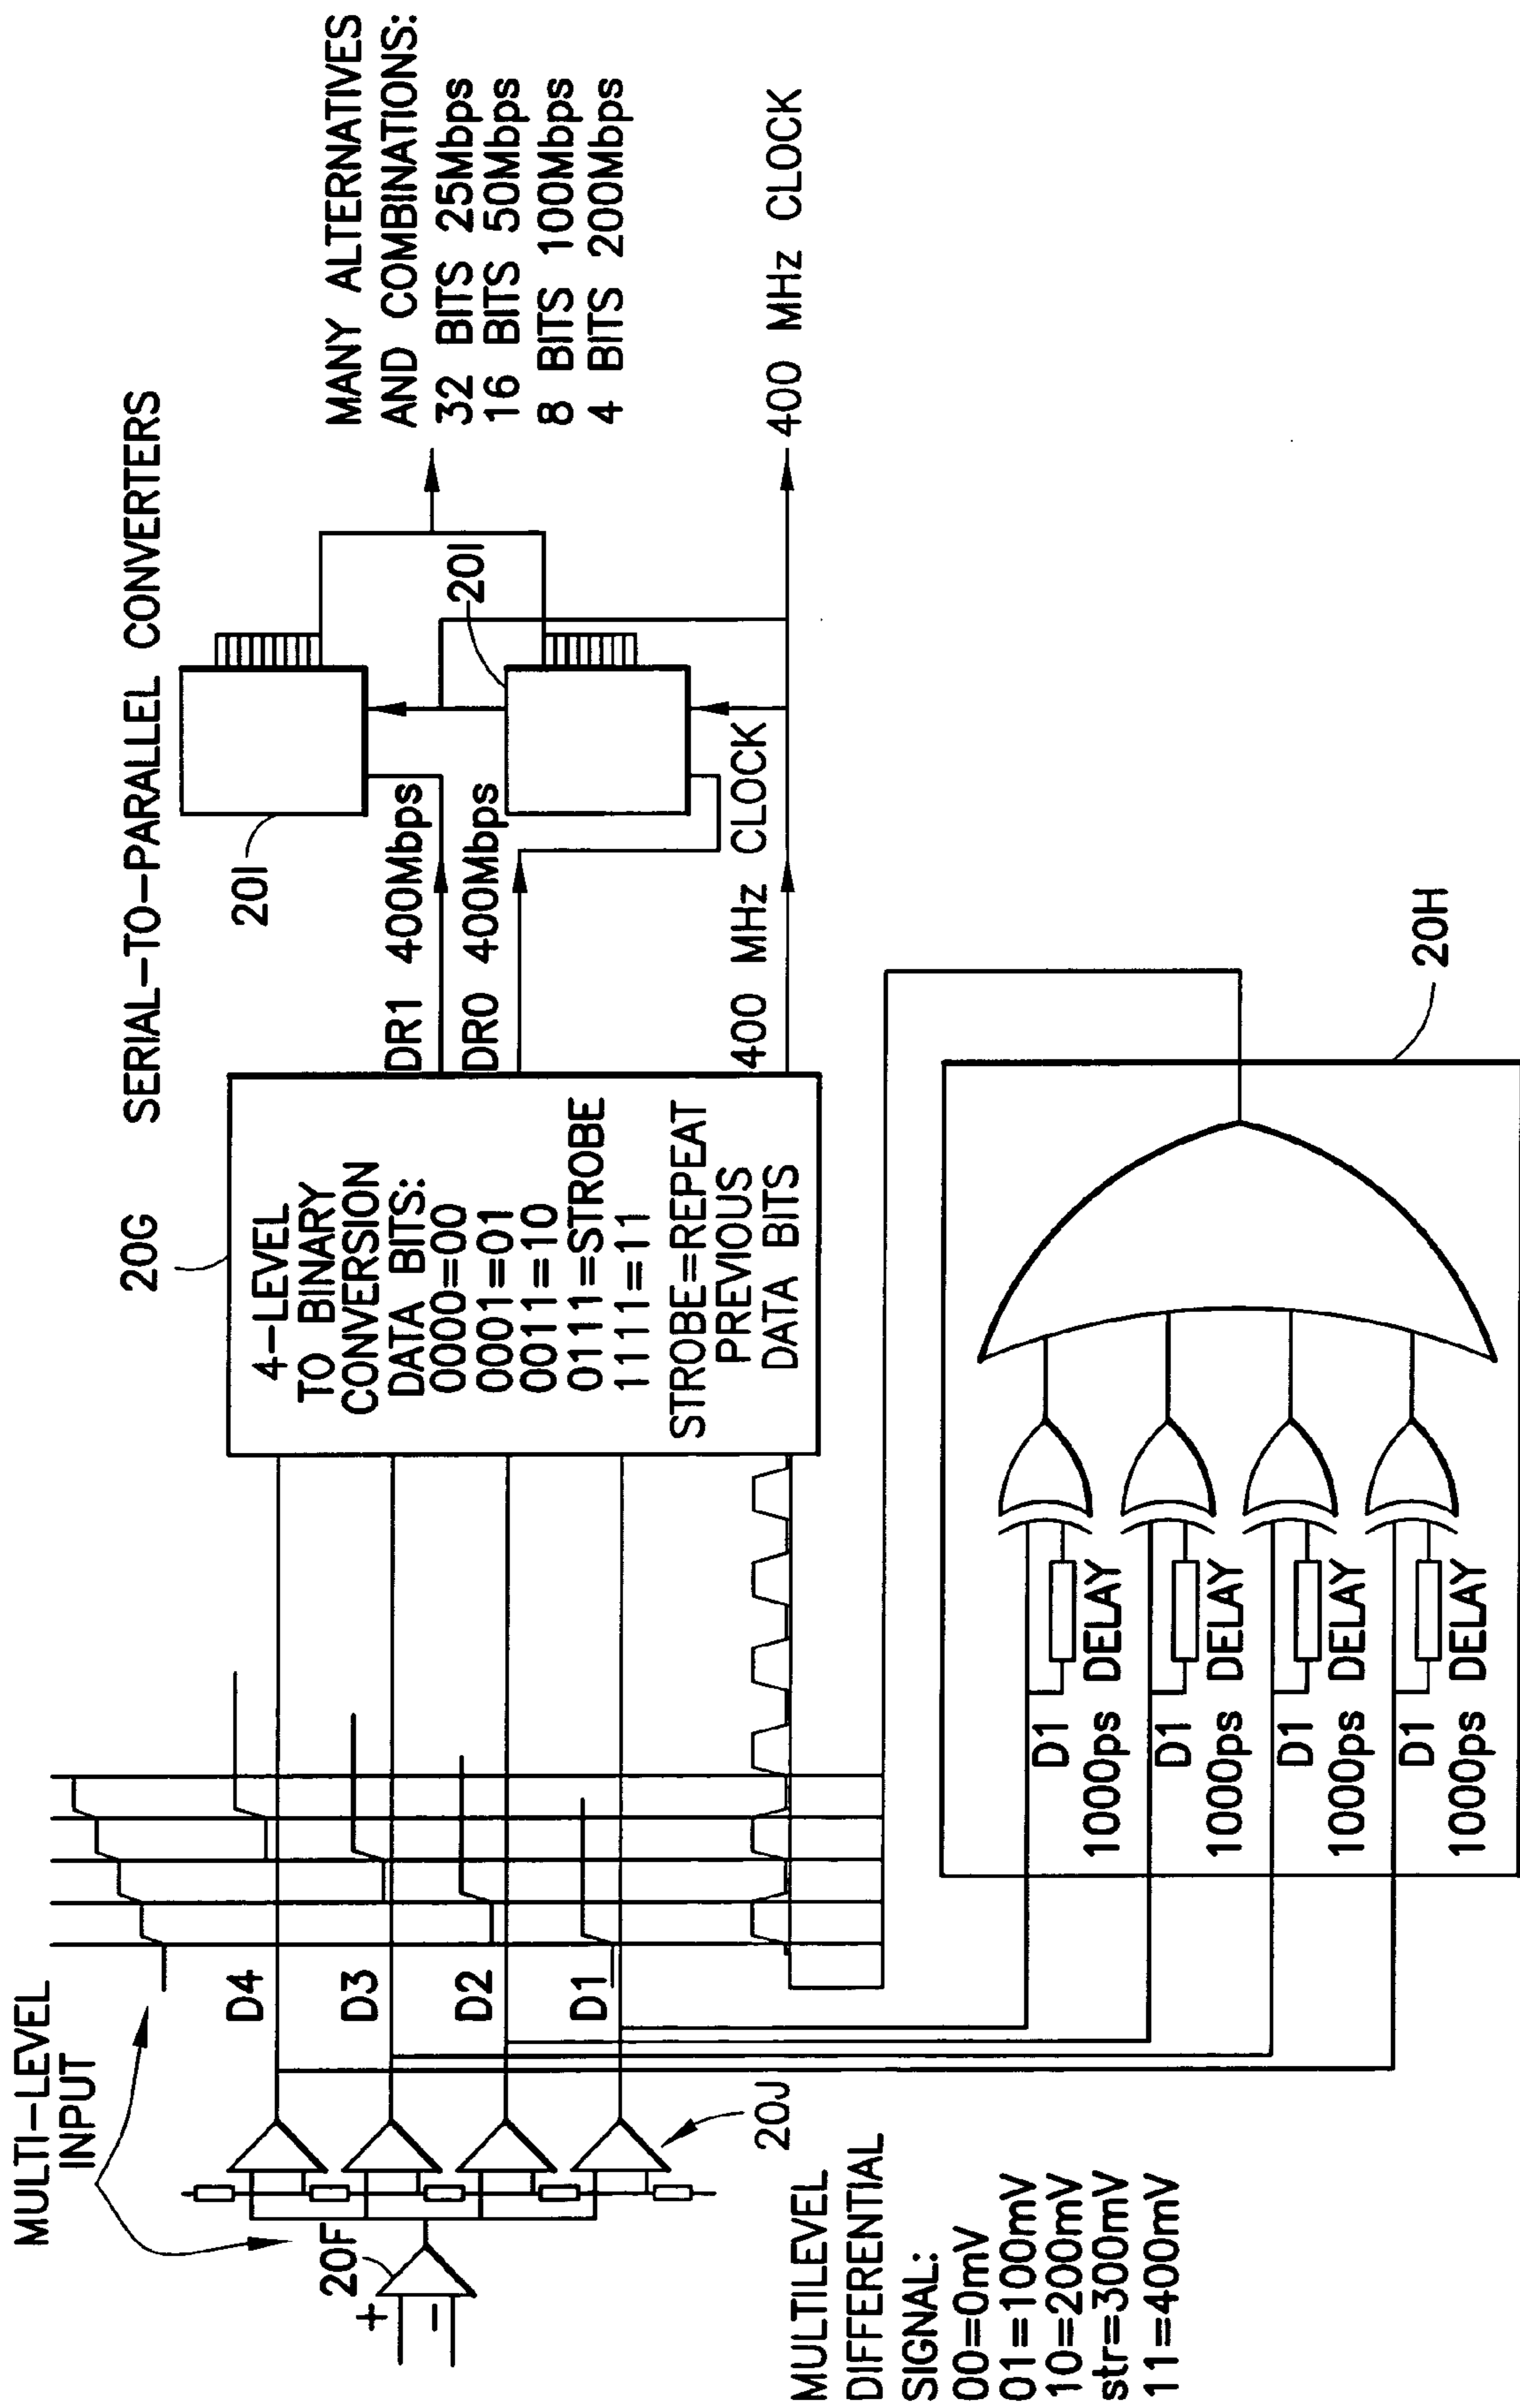 MULTI-LEVEL
INPUT
20F
+
-
D4
D3
D2
D1
20J
MULTILEVEL
DIFFERENTIAL
SIGNAL:
00=0mV
01=100mV
10=200mV
str=300mV
11=400mV
20G
4-LEVEL
TO BINARY
CONVERSION
DATA BITS:
0000=00
0001=01
0011=10
0111=STROBE
1111=11
STROBE=REPEAT
PREVIOUS
DATA BITS
SERIAL-TO-PARALLEL CONVERTERS
20I
20I
DR1 400Mbps
DR0 400Mbps
400 MHz CLOCK
MANY ALTERNATIVES
AND COMBINATIONS:
32 BITS 25Mbps
16 BITS 50Mbps
8 BITS 100Mbps
4 BITS 200Mbps
400 MHz CLOCK
20H
D1
1000ps DELAY
D1
1000ps DELAY
D1
1000ps DELAY
D1
1000ps DELAY